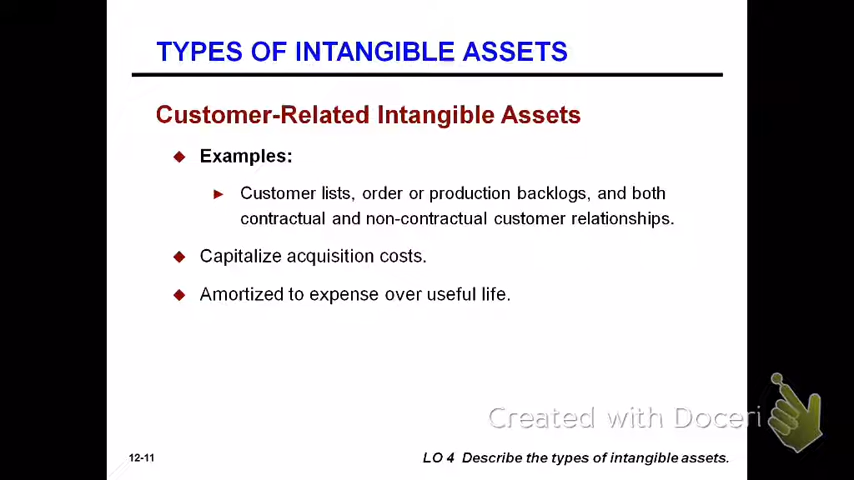 TYPES OF INTANGIBLE ASSETS
Customer-Related Intangible Assets
Examples:
Customer lists, order or production backlogs, and both
contractual and non-contractual customer relationships.
Capitalize acquisition costs.
Amortized to expense over useful life.
Created with Doceri
12-11
LO 4 Describe the types of intangible assets.